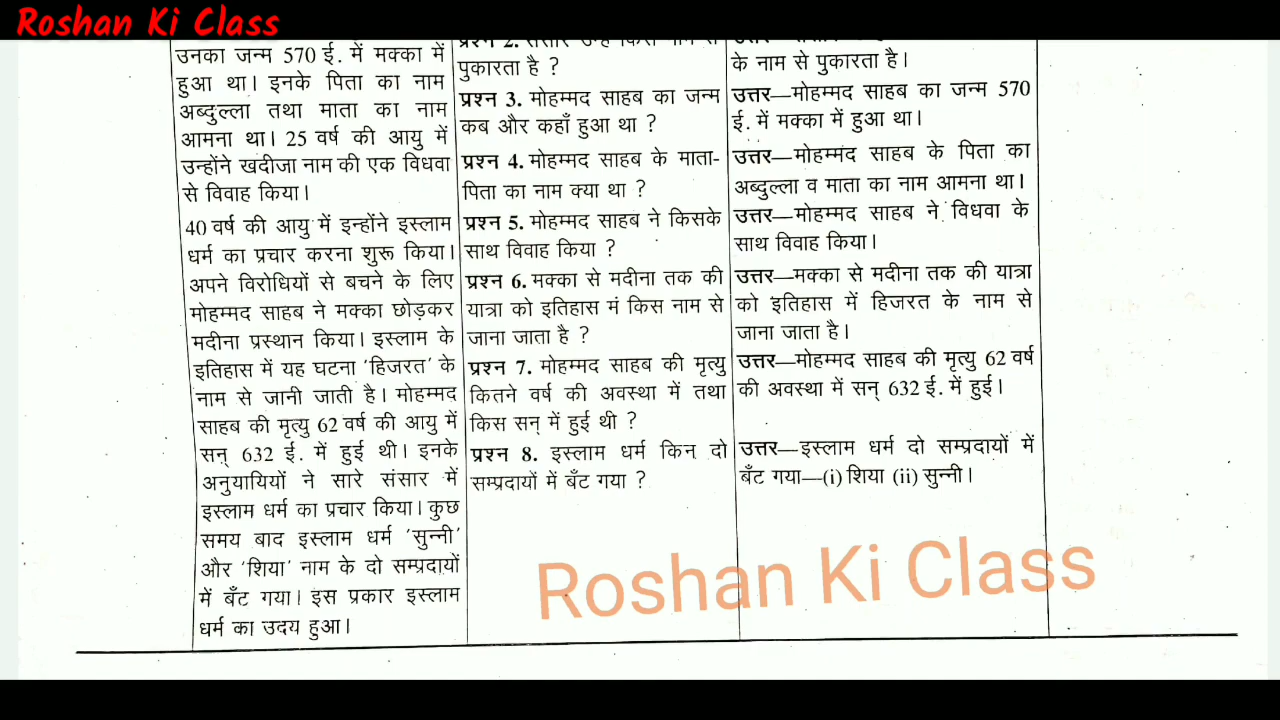 Roshan Ki Class
उनका जन्म 570 ई. में मक्का में
हुआ था। इनके पिता का नाम
अब्दुल्ला तथा माता का नाम
आमना था। 25 वर्ष की आयु में
उन्होंने खदीजा नाम की एक विधवा
से विवाह किया।
40 वर्ष की आयु में इन्होंने इस्लाम
धर्म का प्रचार करना शुरू किया।
अपने विरोधियों से बचने के लिए
मोहम्मद साहब ने मक्का छोड़कर
मदीना प्रस्थान किया। इस्लाम के
इतिहास में यह घटना 'हिजरत' के
नाम से जानी जाती है। मोहम्मद
साहब की मृत्यु 62 वर्ष की आयु में
सन् 632 ई. में हुई थी। इनके
अनुयायियों ने सारे संसार में
इस्लाम धर्म का प्रचार किया। कुछ
समय बाद इस्लाम धर्म 'सुन्नी'
और 'शिया' नाम के दो सम्प्रदायों
में बँट गया। इस प्रकार इस्लाम
धर्म का उदय हुआ।
प्रश्न 2.
पुकारता है ?
प्रश्न 3. मोहम्मद साहब का जन्म
कब और कहाँ हुआ था ?
प्रश्न 4. मोहम्मद साहब के माता-
पिता का नाम क्या था ?
प्रश्न 5. मोहम्मद साहब ने किसके
साथ विवाह किया ?
प्रश्न 6. मक्का से मदीना तक की
यात्रा को इतिहास मं किस नाम से
जाना जाता है ?
प्रश्न 7. मोहम्मद साहब की मृत्यु
कितने वर्ष की अवस्था में तथा
किस सन् में हुई थी ?
प्रश्न 8. इस्लाम धर्म किन दो
सम्प्रदायों में बँट गया ?
के नाम से पुकारता है।
उत्तर—मोहम्मद साहब का जन्म 570
ई. में मक्का में हुआ था।
उत्तर—मोहम्मद साहब के पिता का
अब्दुल्ला व माता का नाम आमना था।
उत्तर—मोहम्मद साहब ने विधवा के
साथ विवाह किया।
उत्तर—मक्का से मदीना तक की यात्रा
को इतिहास में हिजरत के नाम से
जाना जाता है।
उत्तर—मोहम्मद साहब की मृत्यु 62 वर्ष
की अवस्था में सन् 632 ई. में हुई।
उत्तर—इस्लाम धर्म दो सम्प्रदायों में
बँट गया—(i) शिया (ii) सुन्नी।
Roshan Ki Class